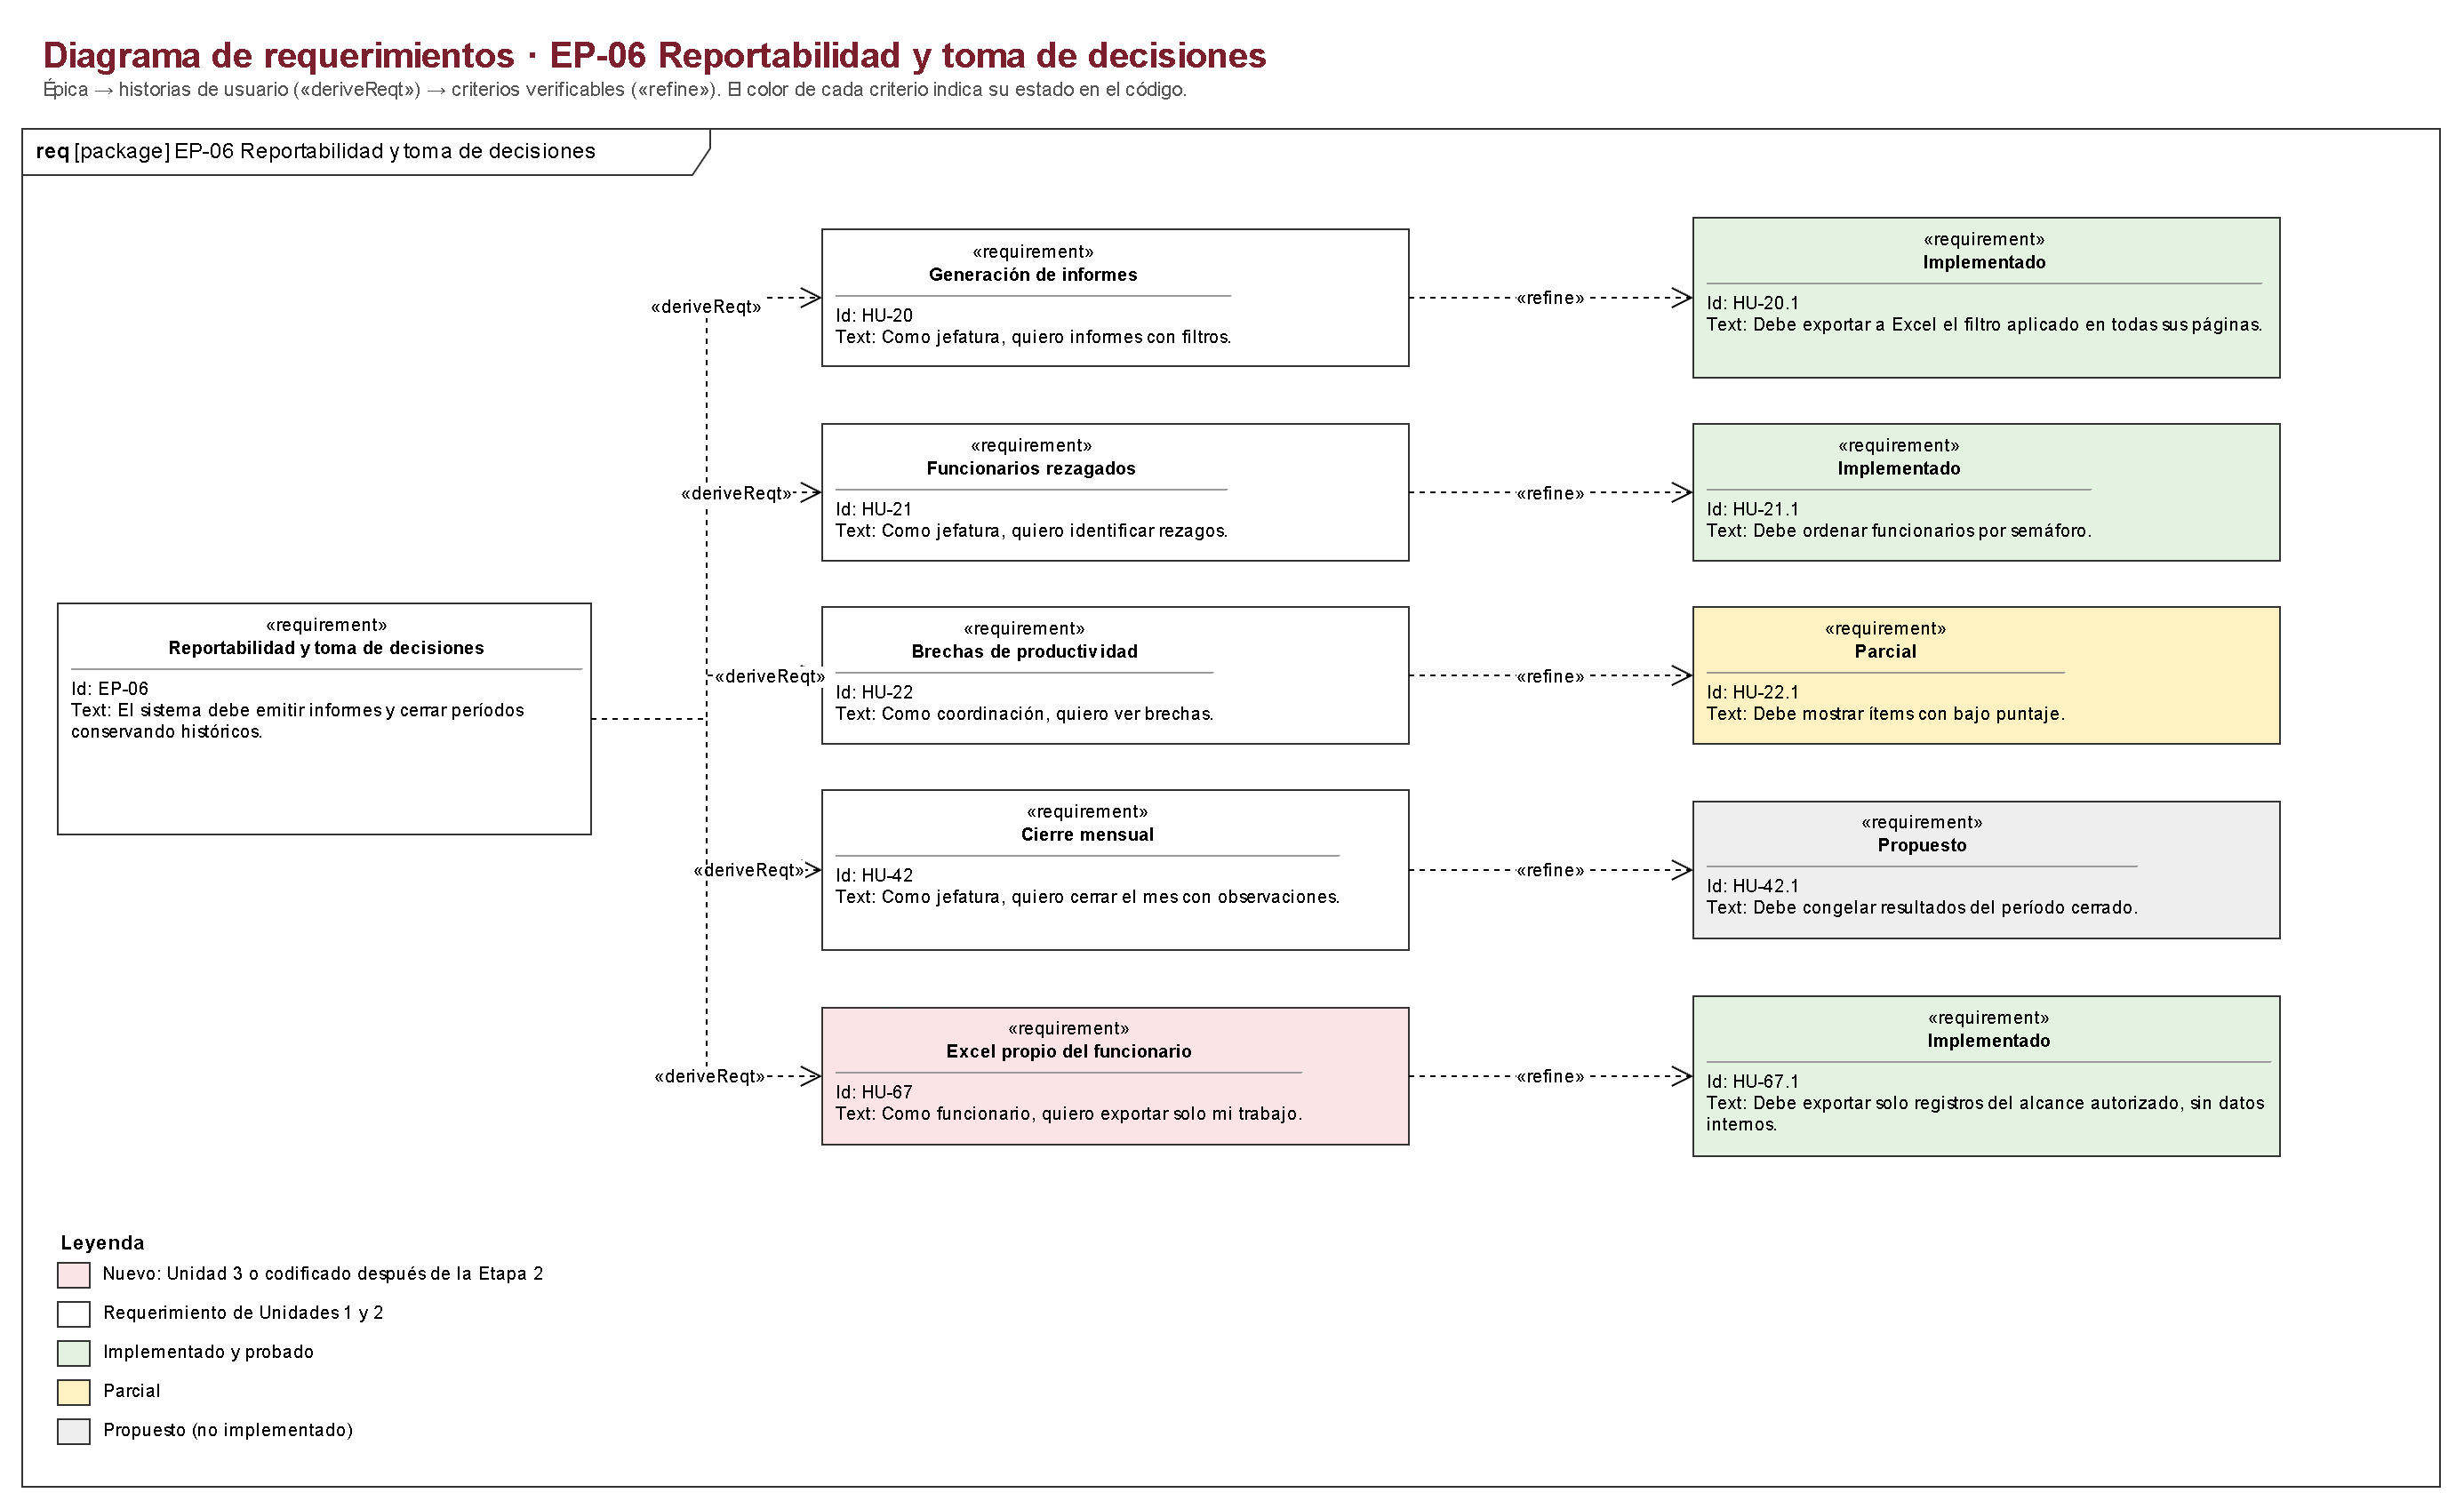 Diagrama de requerimientos · EP-06 Reportabilidad y toma de decisiones
Épica → historias de usuario («deriveReqt») → criterios verificables («refine»). El color de cada criterio indica su estado en el código.
req [package] EP-06 Reportabilidad y toma de decisiones
«requirement»
Reportabilidad y toma de decisiones
Id: EP-06
Text: El sistema debe emitir informes y cerrar períodos
conservando históricos.
«deriveReqt»
«requirement»
Generación de informes
Id: HU-20
Text: Como jefatura, quiero informes con filtros.
«refine»
«requirement»
Implementado
Id: HU-20.1
Text: Debe exportar a Excel el filtro aplicado en todas sus páginas.
«deriveReqt»
«requirement»
Funcionarios rezagados
Id: HU-21
Text: Como jefatura, quiero identificar rezagos.
«refine»
«requirement»
Implementado
Id: HU-21.1
Text: Debe ordenar funcionarios por semáforo.
«deriveReqt»
«requirement»
Brechas de productividad
Id: HU-22
Text: Como coordinación, quiero ver brechas.
«refine»
«requirement»
Parcial
Id: HU-22.1
Text: Debe mostrar ítems con bajo puntaje.
«deriveReqt»
«requirement»
Cierre mensual
Id: HU-42
Text: Como jefatura, quiero cerrar el mes con observaciones.
«refine»
«requirement»
Propuesto
Id: HU-42.1
Text: Debe congelar resultados del período cerrado.
«deriveReqt»
«requirement»
Excel propio del funcionario
Id: HU-67
Text: Como funcionario, quiero exportar solo mi trabajo.
«refine»
«requirement»
Implementado
Id: HU-67.1
Text: Debe exportar solo registros del alcance autorizado, sin datos
internos.
Leyenda
Nuevo: Unidad 3 o codificado después de la Etapa 2
Requerimiento de Unidades 1 y 2
Implementado y probado
Parcial
Propuesto (no implementado)